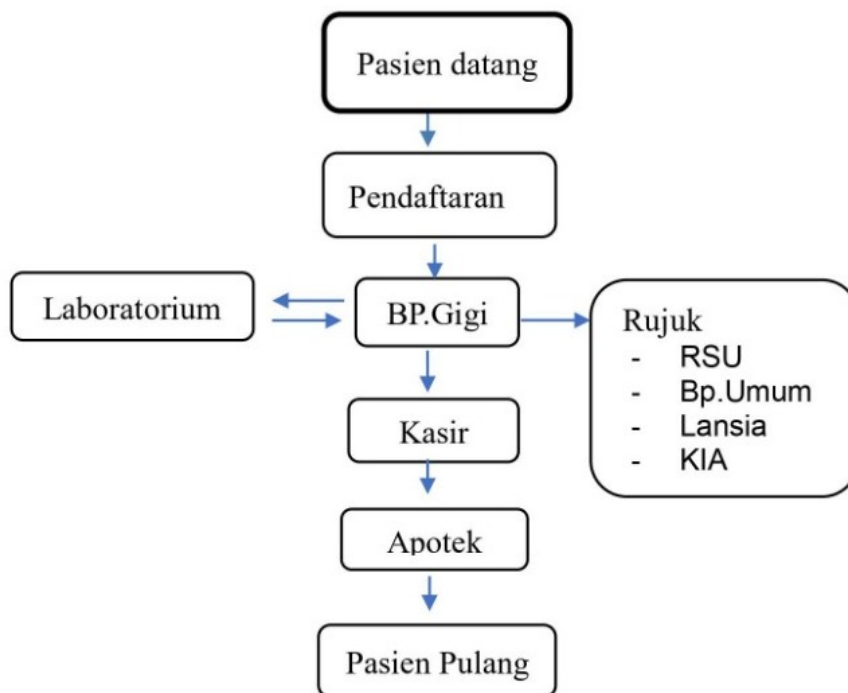 Pasien datang
Pendaftaran
Laboratorium
BP.Gigi
Rujuk
- RSU
- Bp.Umum
- Lansia
- KIA
Kasir
Apotek
Pasien Pulang